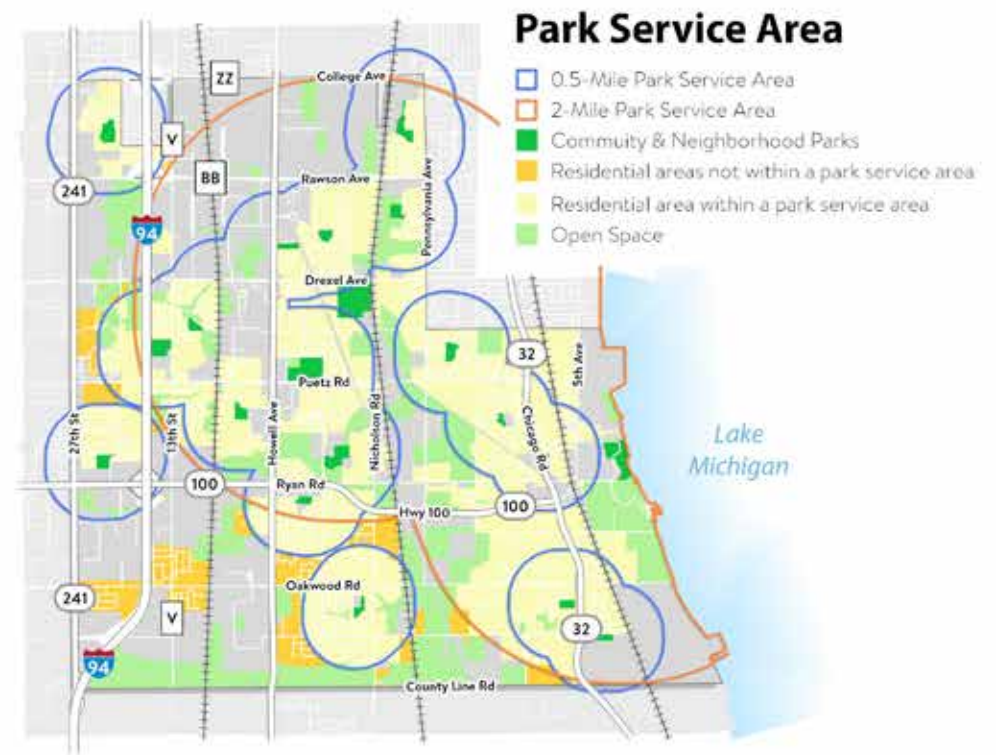 Park Service Area
0.5-Mile Park Service Area
2-Mile Park Service Area
Commuity & Neighborhood Parks
Residential areas not within a park service area
Residential area within a park service area
Open Space
ZZ
College Ave
V
BB
Rawson Ave
241
94
Pennsylvania Ave
Drexel Ave
32
5th Ave
Puetz Rd
27th St
13th St
Howell Ave
Nicholson Rd
Chicago Rd
Lake
Michigan
100
Ryan Rd
Hwy 100
100
Oakwood Rd
241
V
32
94
County Line Rd